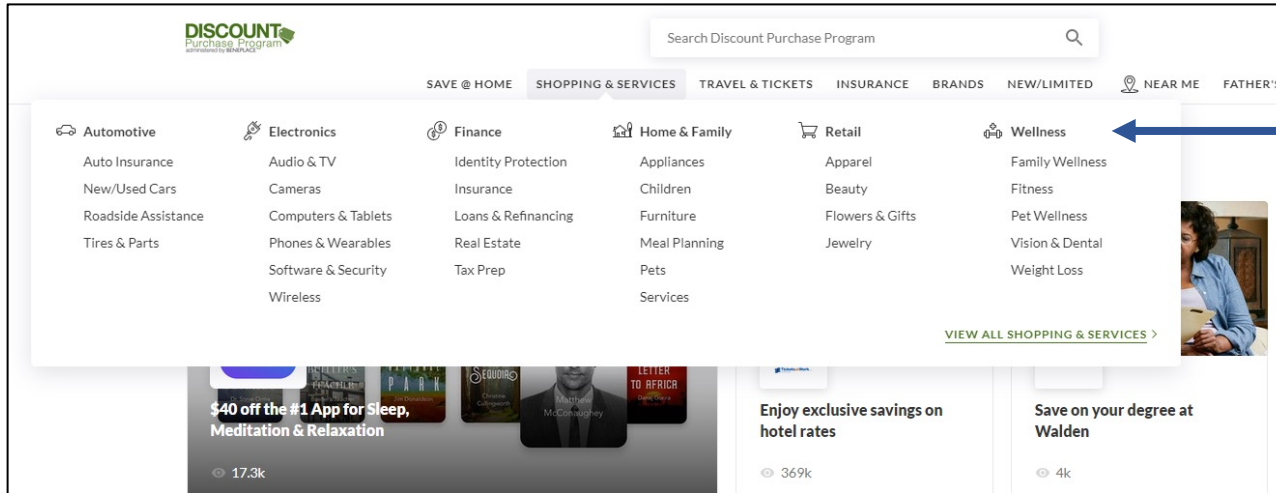 DISCOUNT
Purchase Program
administered by BENEPLACE
Search Discount Purchase Program
SAVE @ HOME SHOPPING & SERVICES TRAVEL & TICKETS INSURANCE BRANDS NEW/LIMITED NEAR ME FATHER'S
Automotive
Auto Insurance
New/Used Cars
Roadside Assistance
Tires & Parts
Electronics
Audio & TV
Cameras
Computers & Tablets
Phones & Wearables
Software & Security
Wireless
Finance
Identity Protection
Insurance
Loans & Refinancing
Real Estate
Tax Prep
Home & Family
Appliances
Children
Furniture
Meal Planning
Pets
Services
Retail
Apparel
Beauty
Flowers & Gifts
Jewelry
Wellness
Family Wellness
Fitness
Pet Wellness
Vision & Dental
Weight Loss
VIEW ALL SHOPPING & SERVICES >
PARK
SEQUOIA
Matthew
McConaughey
LETTER
TO AFRICA
$40 off the #1 App for Sleep,
Meditation & Relaxation
17.3k
Enjoy exclusive savings on
hotel rates
369k
Save on your degree at
Walden
4k